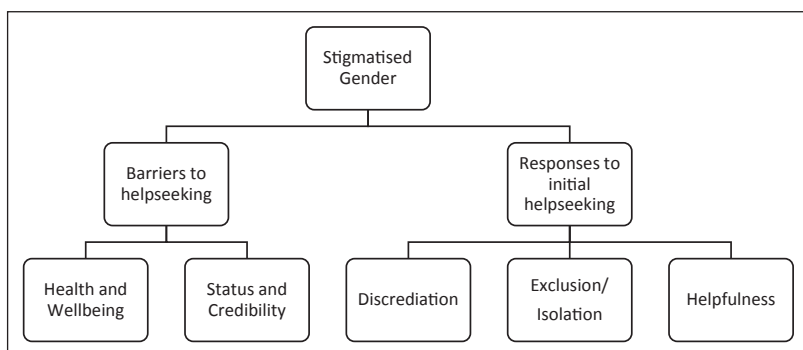 Stigmatised
Gender
Barriers to
helpseeking
Responses to
initial
helpseeking
Health and
Wellbeing
Status and
Credibility
Discrediation
Exclusion/
Isolation
Helpfulness